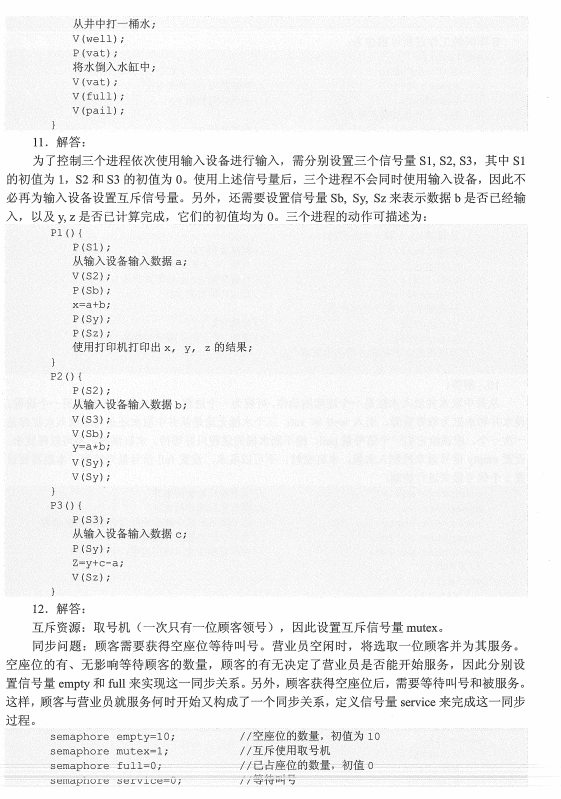 从井中打一桶水;
V(well);
P(vat);
将水倒入水缸中;
V(vat);
V(full);
V(pail);
}
11．解答：
为了控制三个进程依次使用输入设备进行输入，需分别设置三个信号量 S1, S2, S3，其中 S1
的初值为 1，S2 和 S3 的初值为 0。使用上述信号量后，三个进程不会同时使用输入设备，因此不
必再为输入设备设置互斥信号量。另外，还需要设置信号量 Sb, Sy, Sz 来表示数据 b 是否已经输
入，以及 y, z 是否已计算完成，它们的初值均为 0。三个进程的动作可描述为：
P1(){
P(S1);
从输入设备输入数据 a;
V(S2);
P(Sb);
x=a+b;
P(Sy);
P(Sz);
使用打印机打印出 x, y, z 的结果;
}
P2(){
P(S2);
从输入设备输入数据 b;
V(S3);
V(Sb);
y=a*b;
V(Sy);
V(Sy);
}
P3(){
P(S3);
从输入设备输入数据 c;
P(Sy);
Z=y+c-a;
V(Sz);
}
12．解答：
互斥资源：取号机（一次只有一位顾客领号），因此设置互斥信号量 mutex。
同步问题：顾客需要获得空座位等待叫号。营业员空闲时，将选取一位顾客并为其服务。
空座位的有、无影响等待顾客的数量，顾客的有无决定了营业员是否能开始服务，因此分别设
置信号量 empty 和 full 来实现这一同步关系。另外，顾客获得空座位后，需要等待叫号和被服务。
这样，顾客与营业员就服务何时开始又构成了一个同步关系，定义信号量 service 来完成这一同步
过程。
semaphore empty=10; //空座位的数量，初值为 10
semaphore mutex=1; //互斥使用取号机
semaphore full=0; //已占座位的数量，初值 0
semaphore service=0; //等待叫号